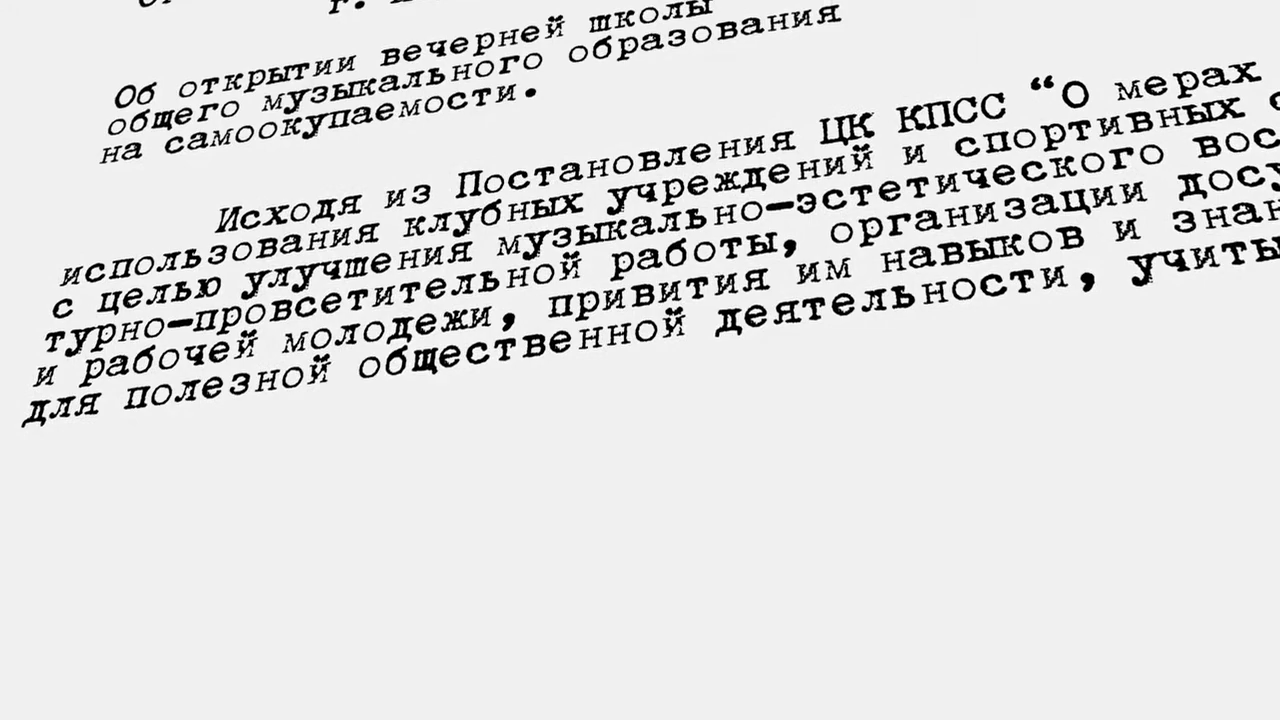 г.
Об открытии вечерней школы
общего музыкального образования
на самоокупаемости.
Исходя из Постановления ЦК КПСС “О мерах
использования клубных учреждений и спортивных
с целью улучшения музыкально-эстетического вос
турно-провсетительной работы, организации досу
и рабочей молодежи, привития им навыков и знан
для полезной общественной деятельности, учиты